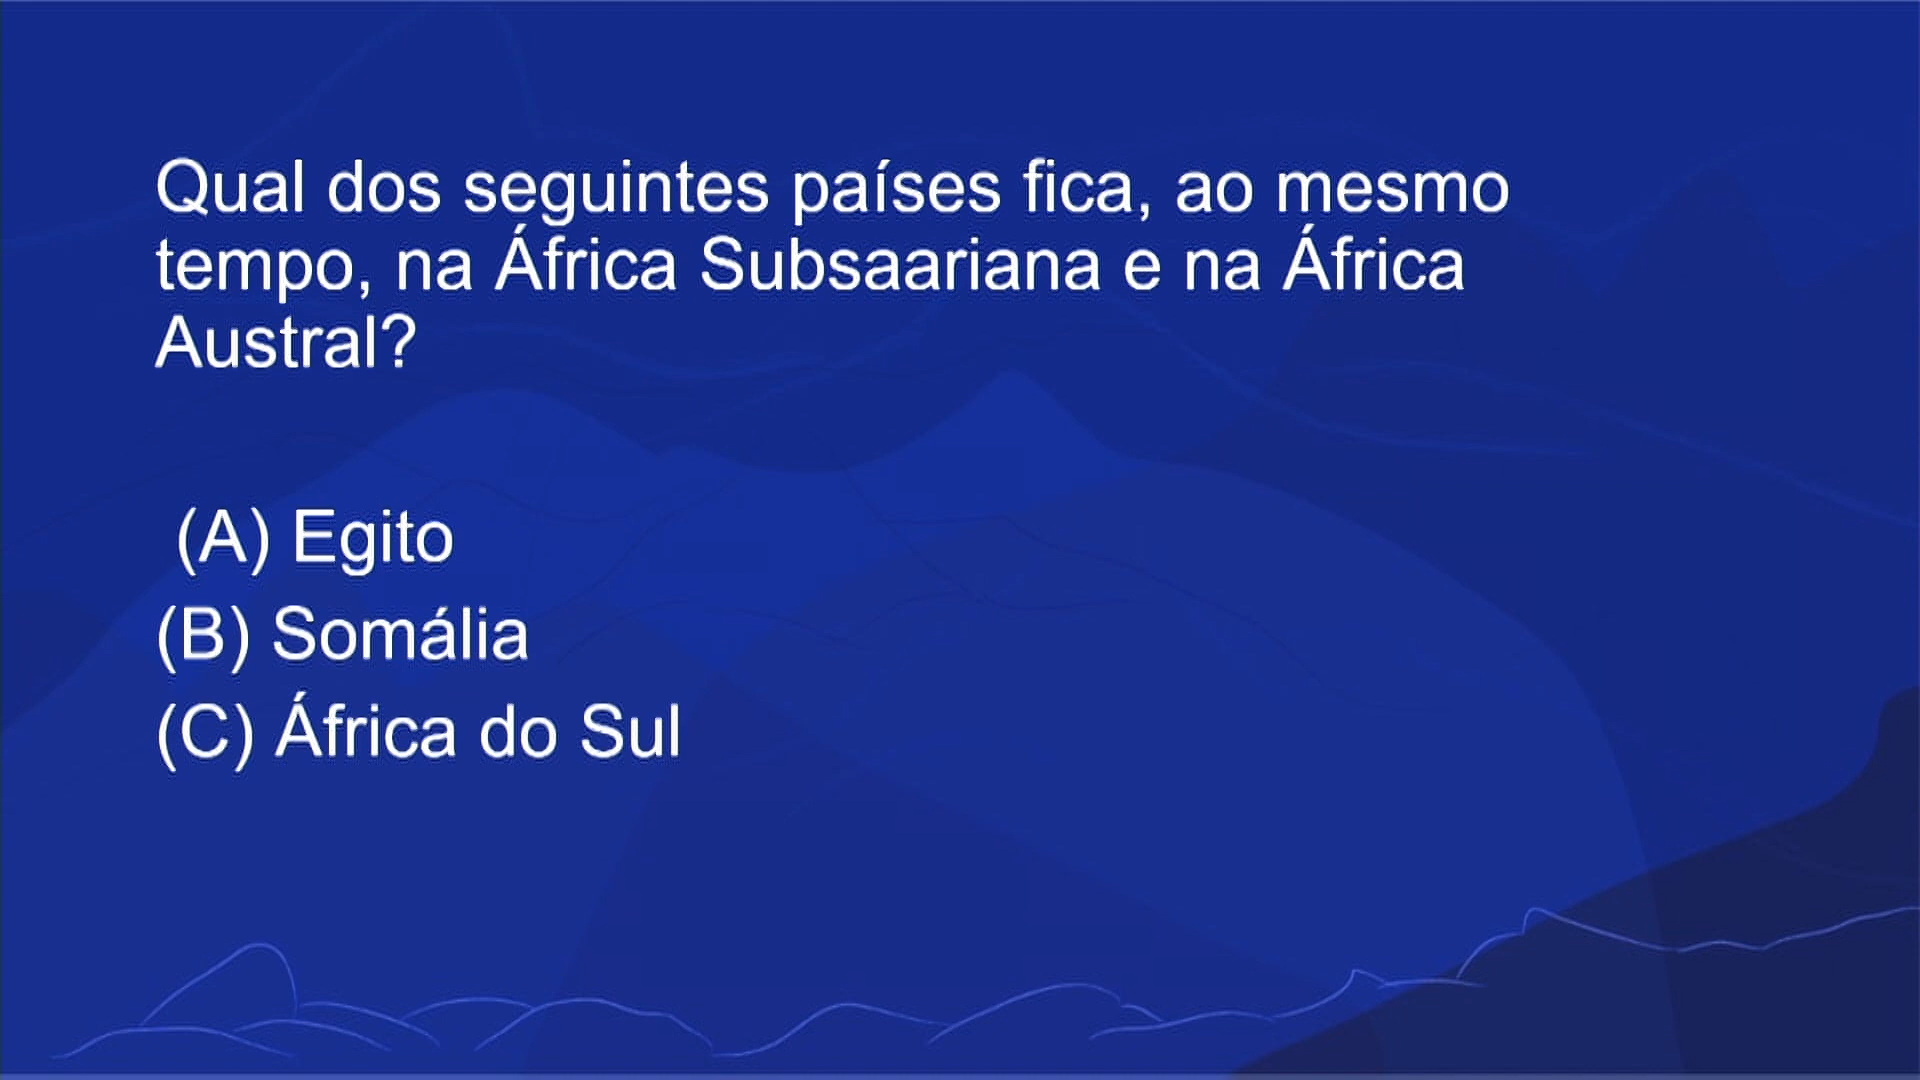 Qual dos seguintes países fica, ao mesmo
tempo, na África Subsaariana e na África
Austral?
(A) Egito
(B) Somália
(C) África do Sul